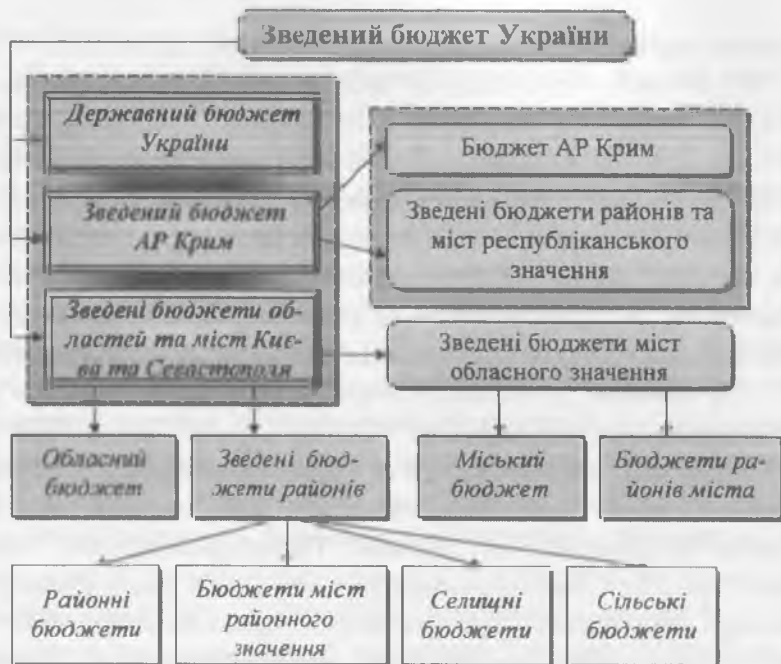 Зведений бюджет України
Державний бюджет
України
Зведений бюджет
АР Крим
Зведені бюджети об-
ластей та міст Киє-
ва та Севастополя
Бюджет АР Крим
Зведені бюджети районів та
міст республіканського
значення
Зведені бюджети міст
обласного значення
Обласний
бюджет
Зведені бюд-
жети районів
Міський
бюджет
Бюджети ра-
йонів міста
Районні
бюджети
Бюджети міст
районного
значення
Селищні
бюджети
Сільські
бюджети